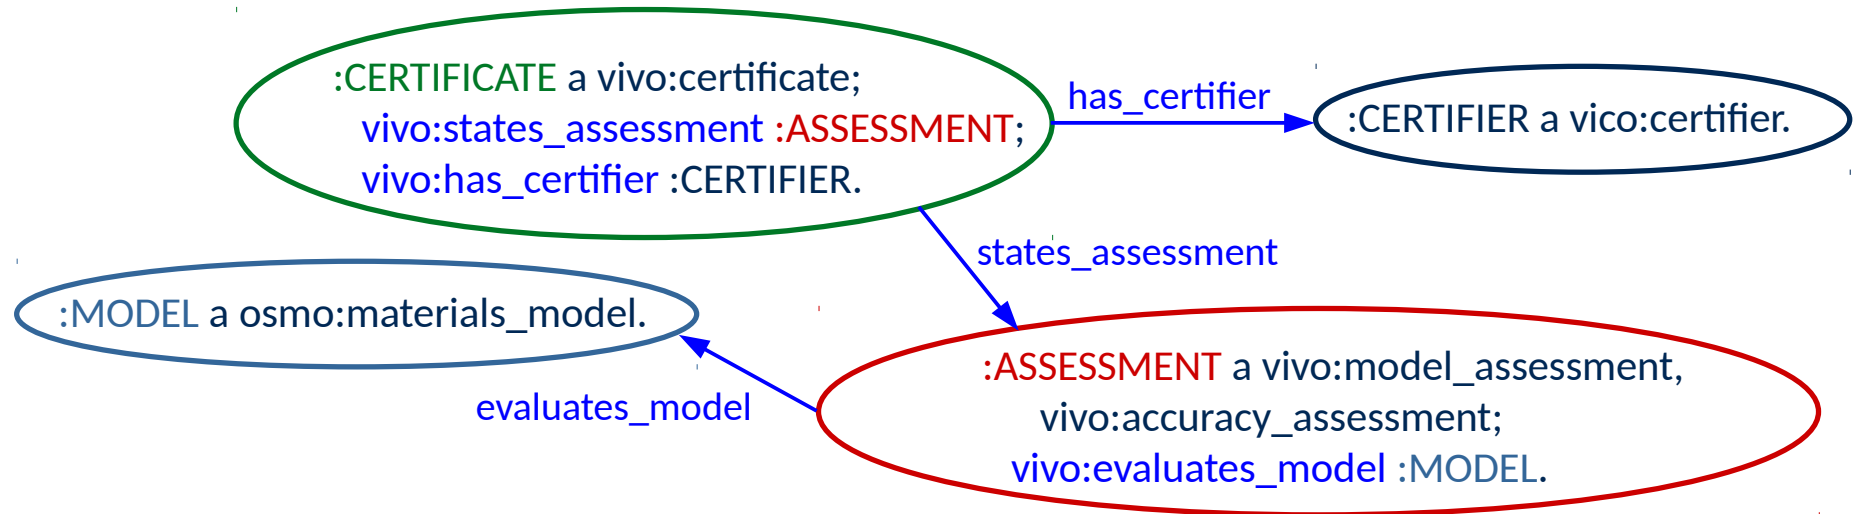 :CERTIFICATE a vivo:certificate;
vivo:states_assessment :ASSESSMENT;
vivo:has_certifier :CERTIFIER.
has_certifier
:CERTIFIER a vico:certifier.
states_assessment
:MODEL a osmo:materials_model.
evaluates_model
:ASSESSMENT a vivo:model_assessment,
vivo:accuracy_assessment;
vivo:evaluates_model :MODEL.